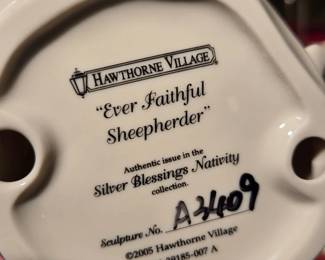 HAWTHORNE VILLAGE
"Ever Faithful
Sheepherder"
Authentic issue in the
Silver Blessings Nativity
collection.
Sculpture No. A3409
©2005 Hawthorne Village
79185-007 A